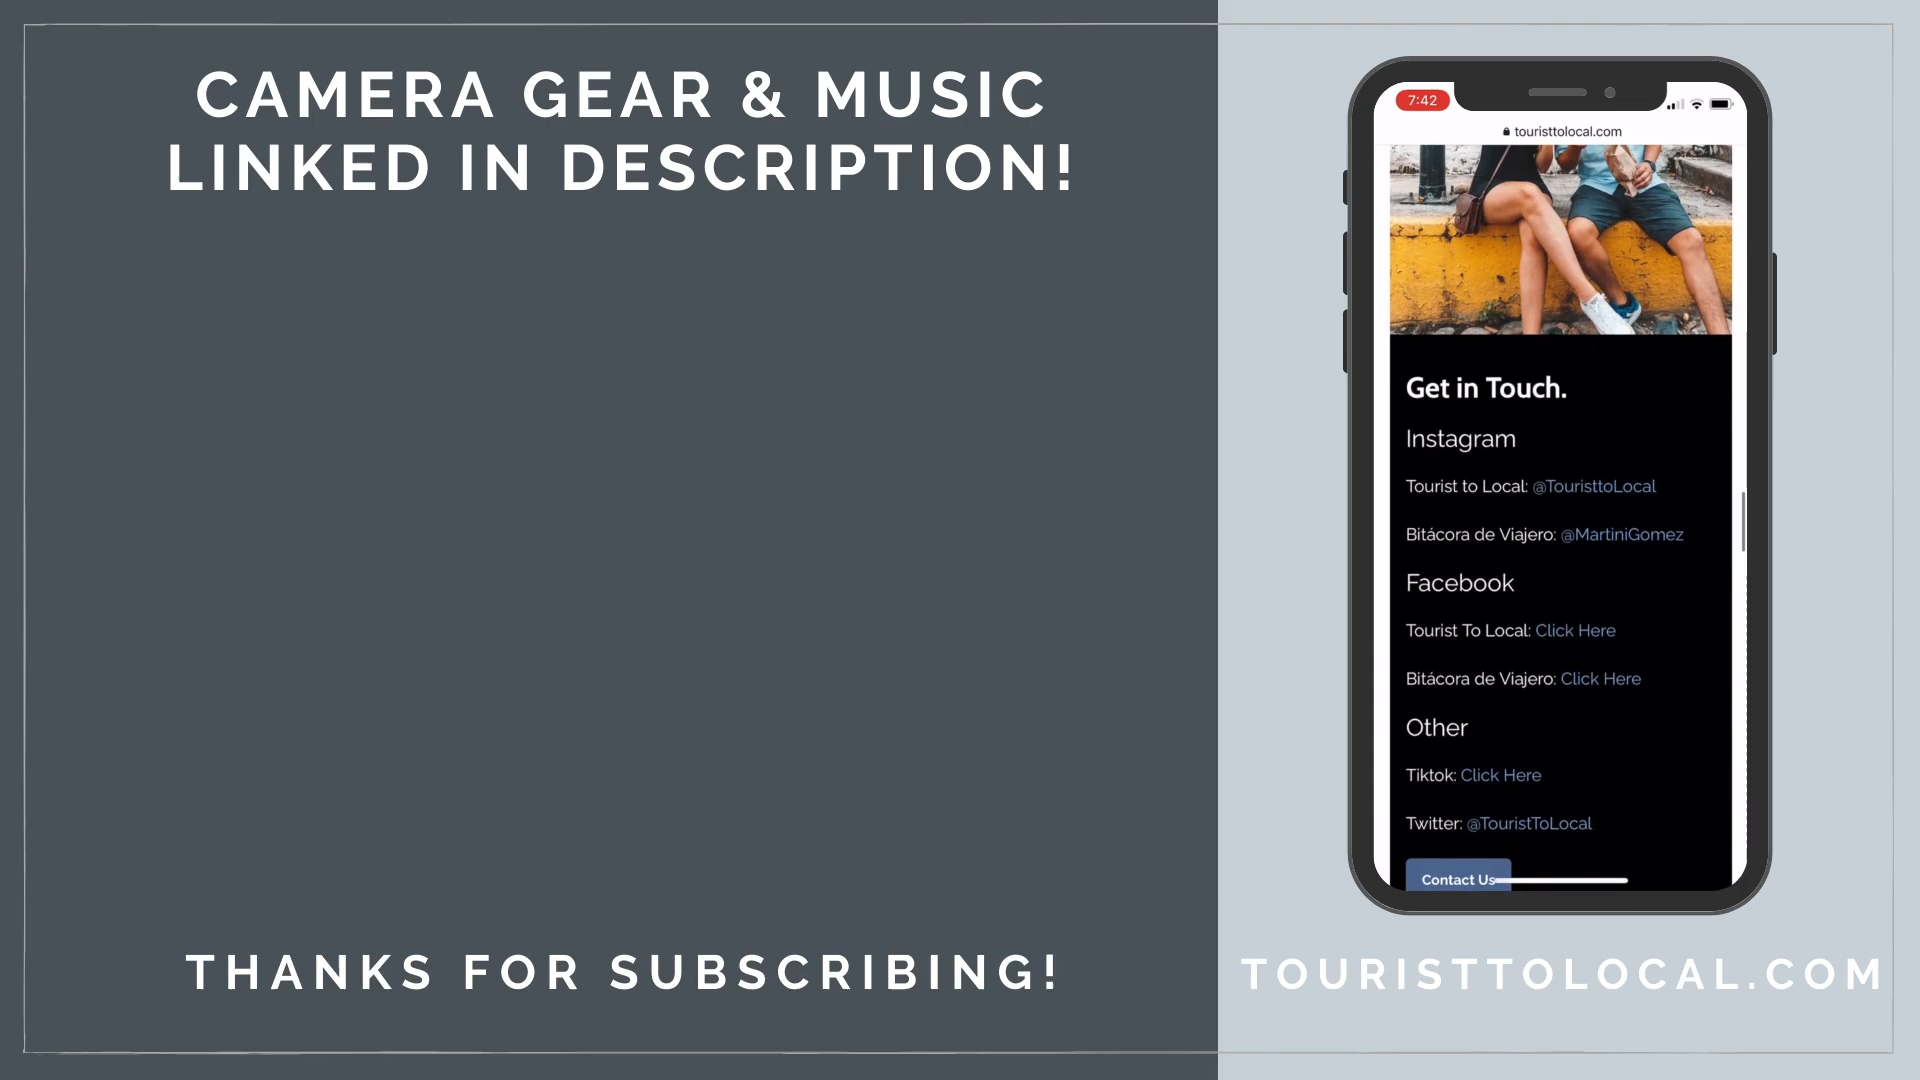 CAMERA GEAR & MUSIC
LINKED IN DESCRIPTION!
THANKS FOR SUBSCRIBING!
7:42
touristtolocal.com
Get in Touch.
Instagram
Tourist to Local: @TouristtoLocal
Bitácora de Viajero: @MartiniGomez
Facebook
Tourist To Local: Click Here
Bitácora de Viajero: Click Here
Other
Tiktok: Click Here
Twitter: @TouristToLocal
Contact Us
TOURISTTOLOCAL.COM